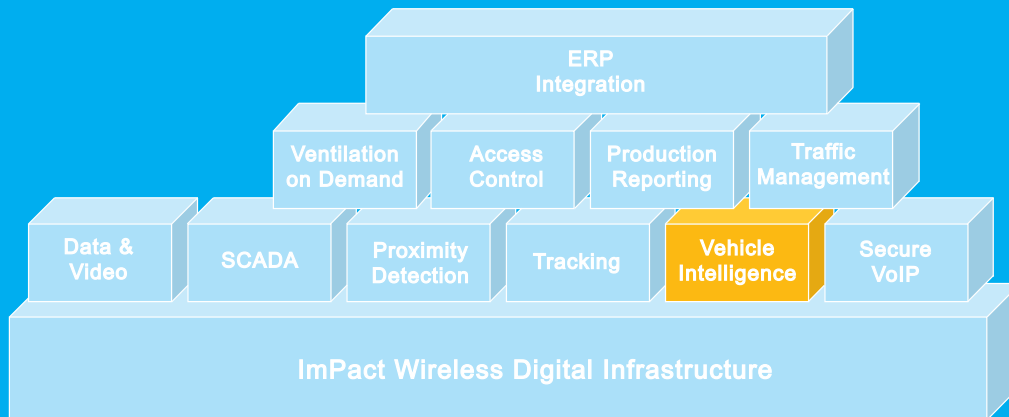 ERP
Integration
Ventilation
on Demand
Access
Control
Production
Reporting
Traffic
Management
Data &
Video
SCADA
Proximity
Detection
Tracking
Vehicle
Intelligence
Secure
VoIP
ImPact Wireless Digital Infrastructure